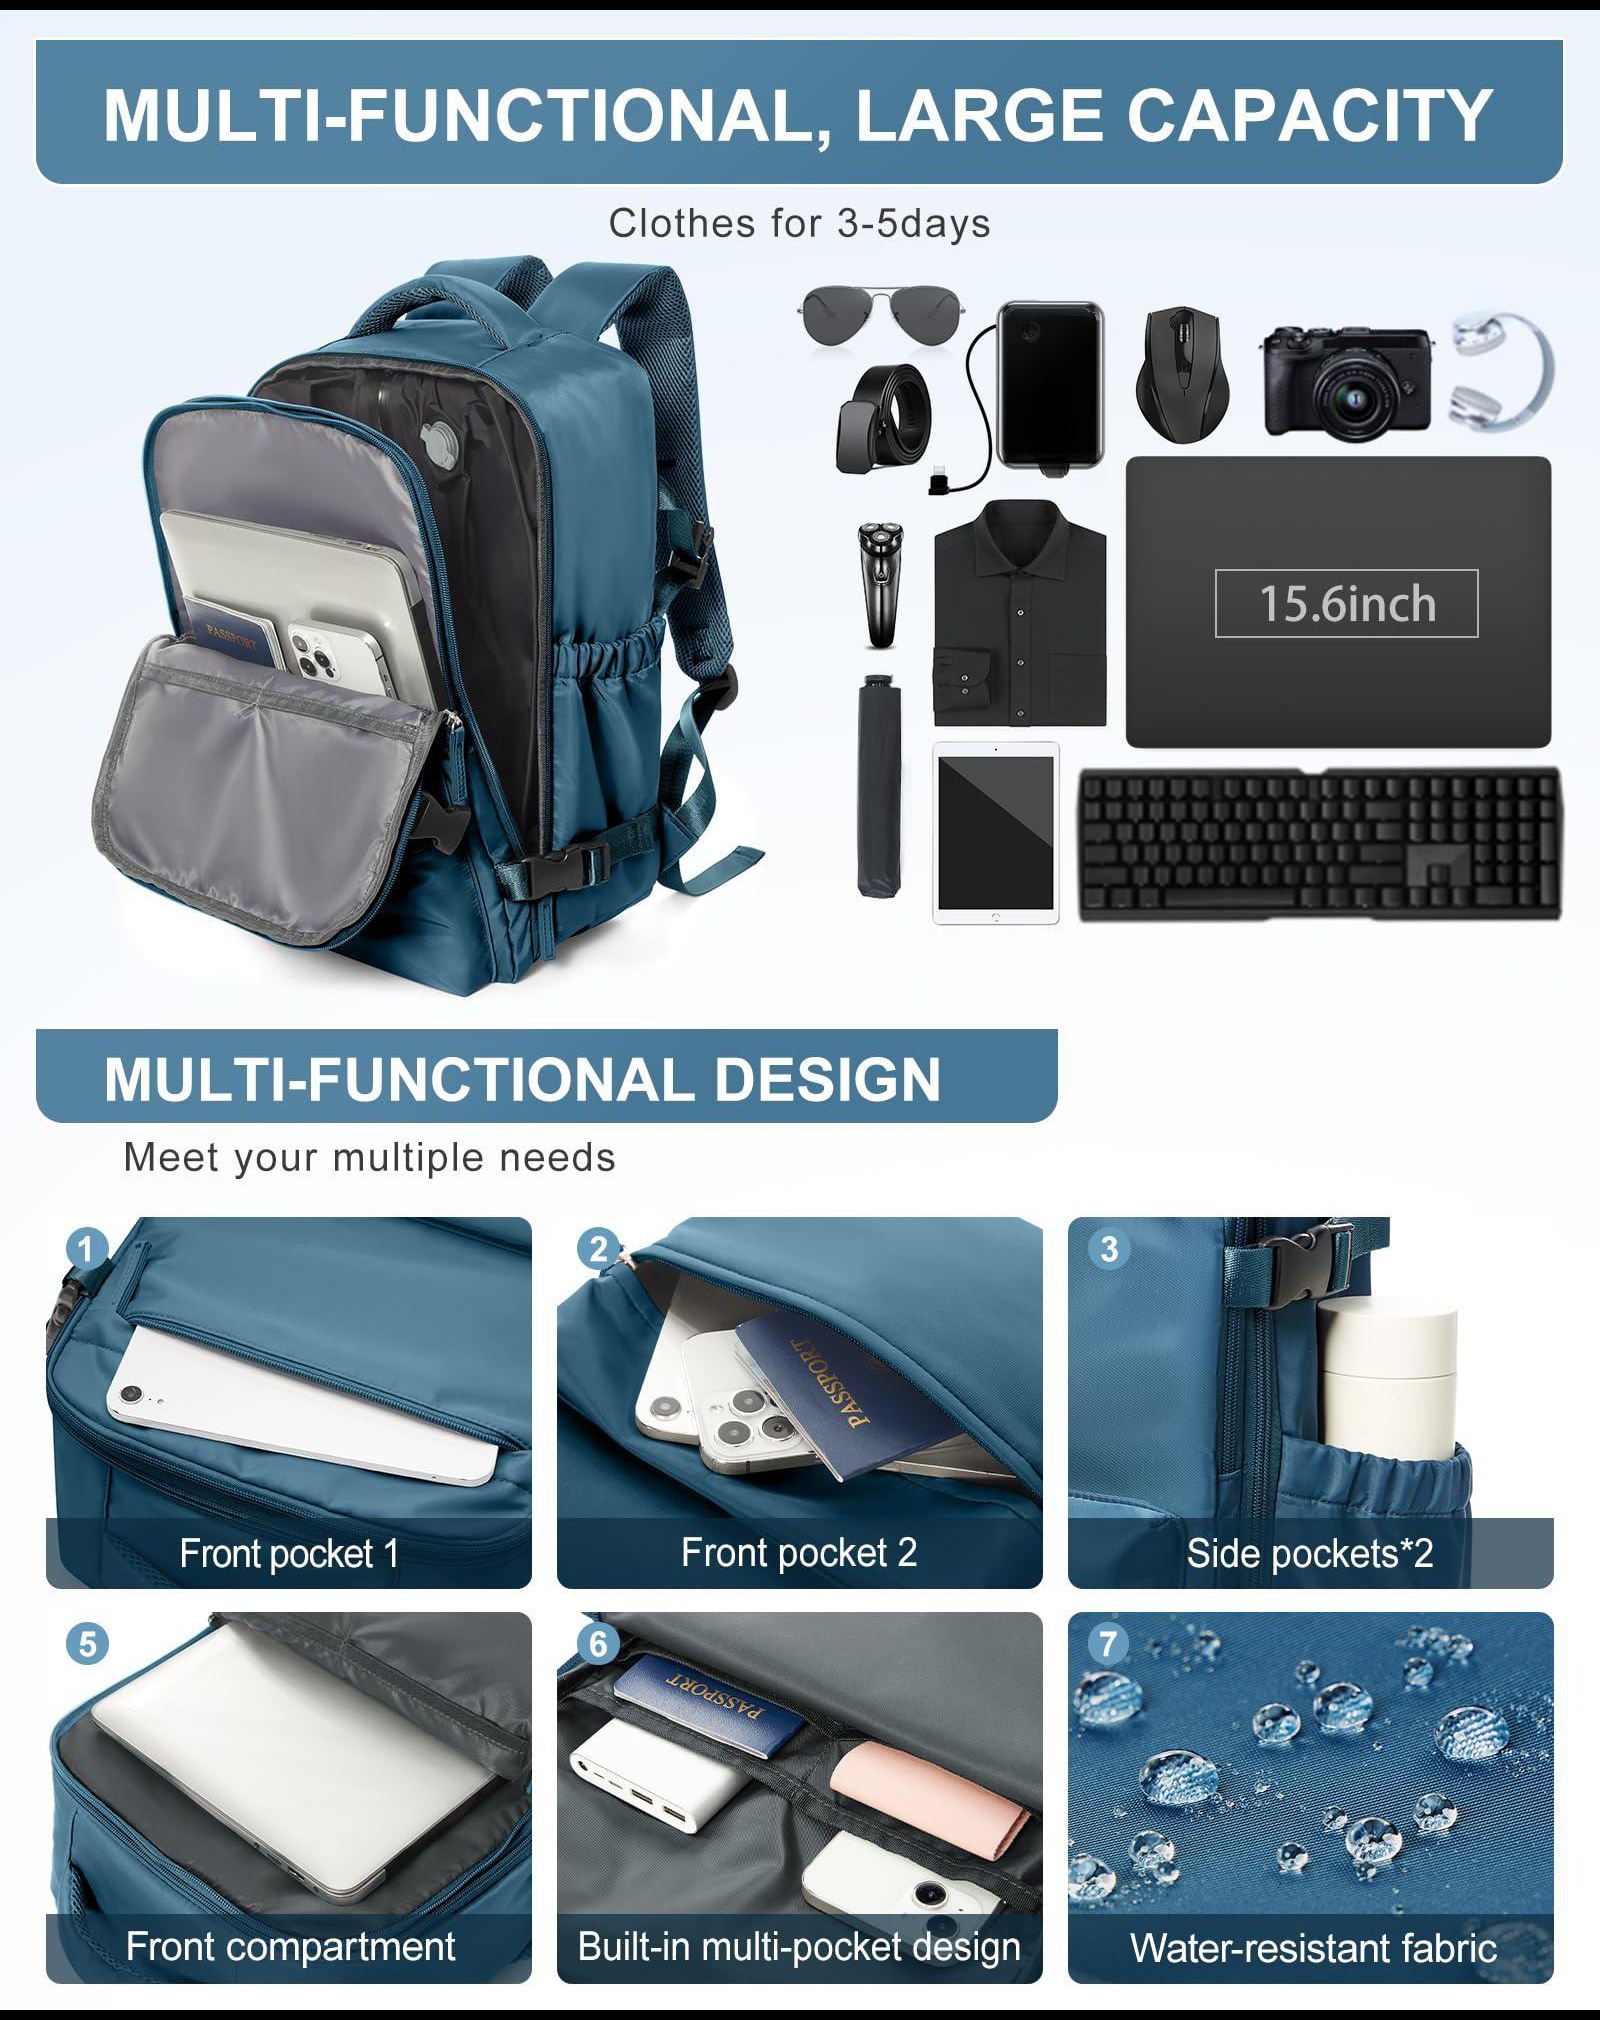 MULTI-FUNCTIONAL, LARGE CAPACITY
Clothes for 3-5days
PASSPORT
15.6inch
MULTI-FUNCTIONAL DESIGN
Meet your multiple needs
1
Front pocket 1
2
PASSPORT
Front pocket 2
3
Side pockets*2
5
Front compartment
6
PASSPORT
Built-in multi-pocket design
7
Water-resistant fabric